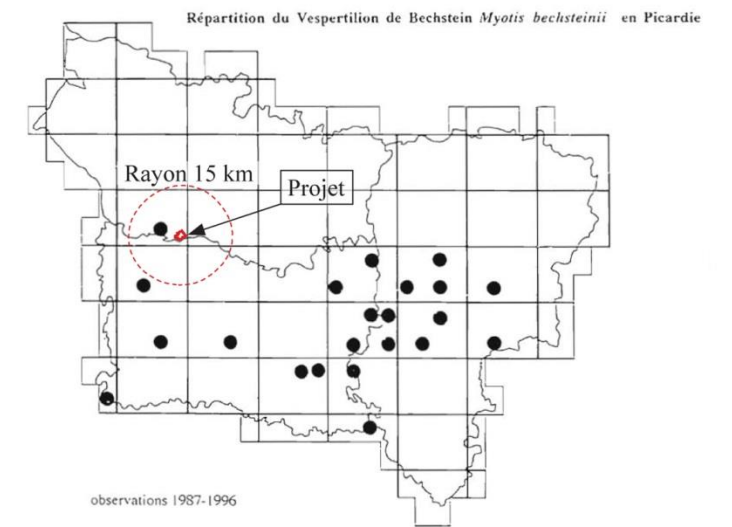 Répartition du Vespertilion de Bechstein Myotis bechsteinii en Picardie
Rayon 15 km
Projet
observations 1987-1996